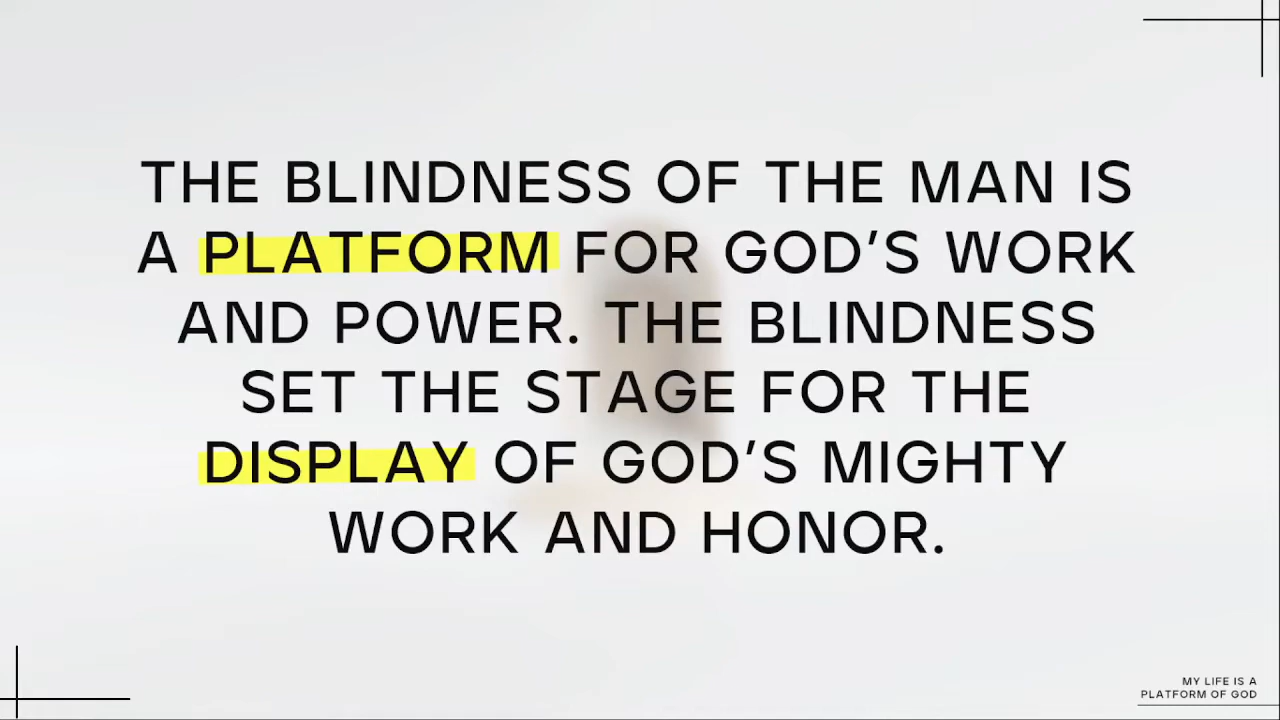 THE BLINDNESS OF THE MAN IS
A PLATFORM FOR GOD'S WORK
AND POWER. THE BLINDNESS
SET THE STAGE FOR THE
DISPLAY OF GOD'S MIGHTY
WORK AND HONOR.
MY LIFE IS A
PLATFORM OF GOD